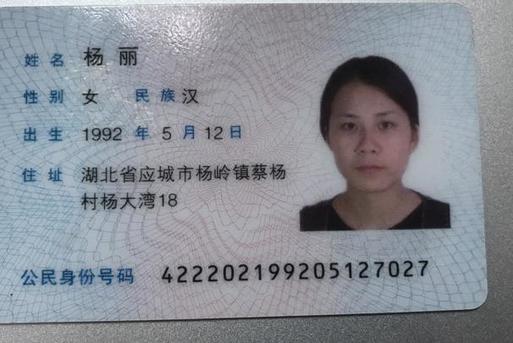 姓名 杨丽
性别 女 民族 汉
出生 1992 年 5 月 12 日
住址 湖北省应城市杨岭镇蔡杨
村杨大湾18
公民身份号码 422202199205127027